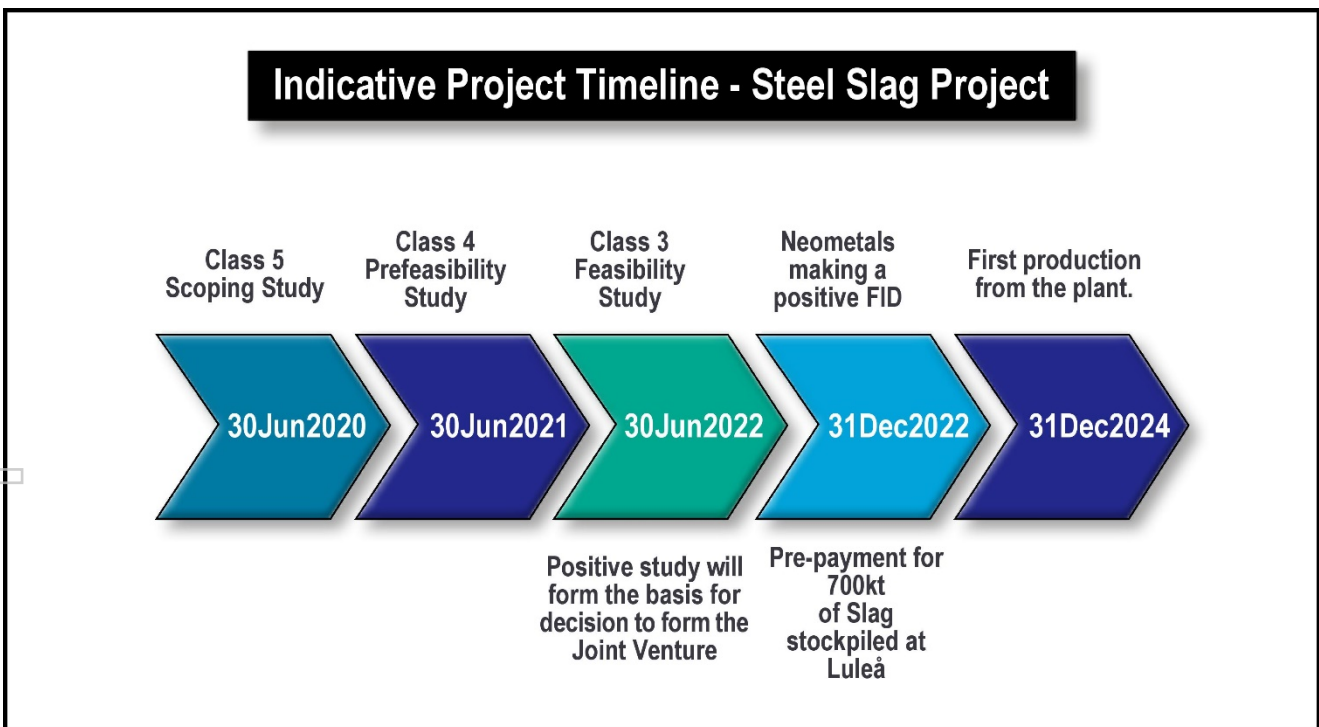 Indicative Project Timeline - Steel Slag Project
Class 5
Scoping Study
Class 4
Prefeasibility
Study
Class 3
Feasibility
Study
Neometals
making a
positive FID
First production
from the plant.
30Jun2020
30Jun2021
30Jun2022
31Dec2022
31Dec2024
Positive study will
form the basis for
decision to form the
Joint Venture
Pre-payment for
700kt
of Slag
stockpiled at
Luleå